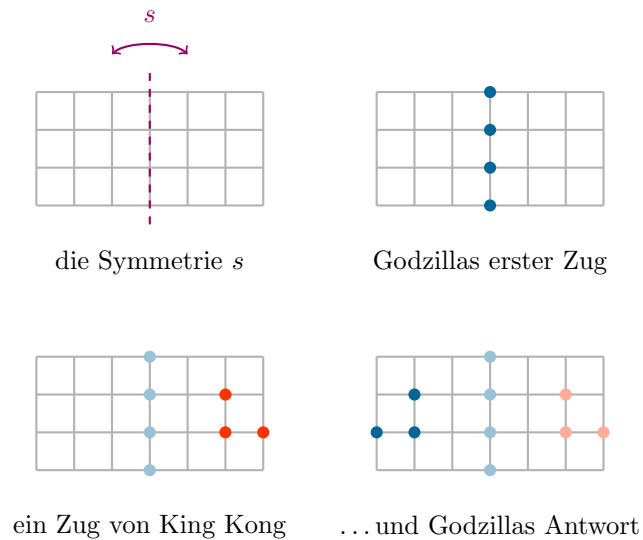 s
die Symmetrie s
Godzillas erster Zug
ein Zug von King Kong
...und Godzillas Antwort